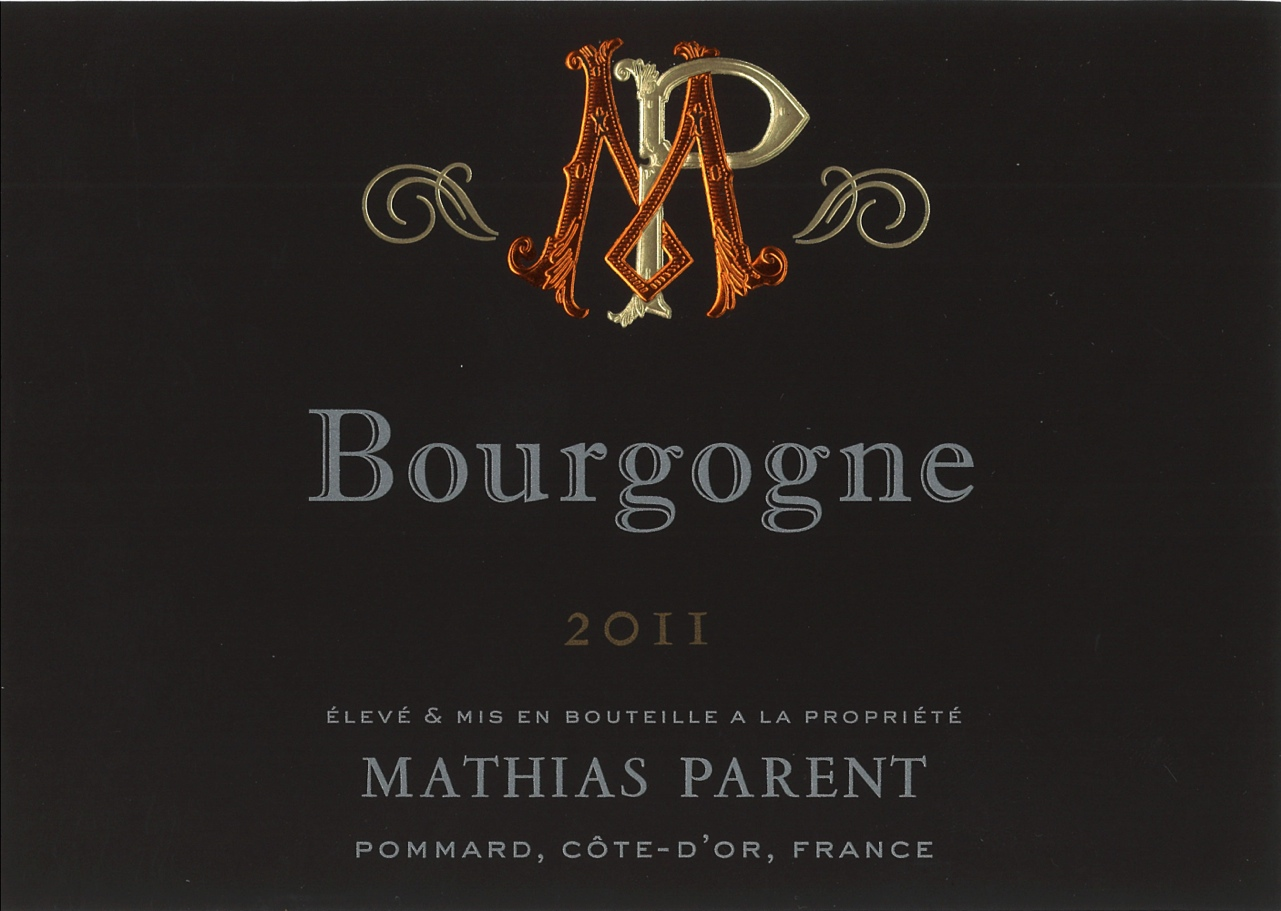 MP
Bourgogne
2011
ÉLEVÉ & MIS EN BOUTEILLE A LA PROPRIÉTÉ
MATHIAS PARENT
POMMARD, CÔTE-D'OR, FRANCE